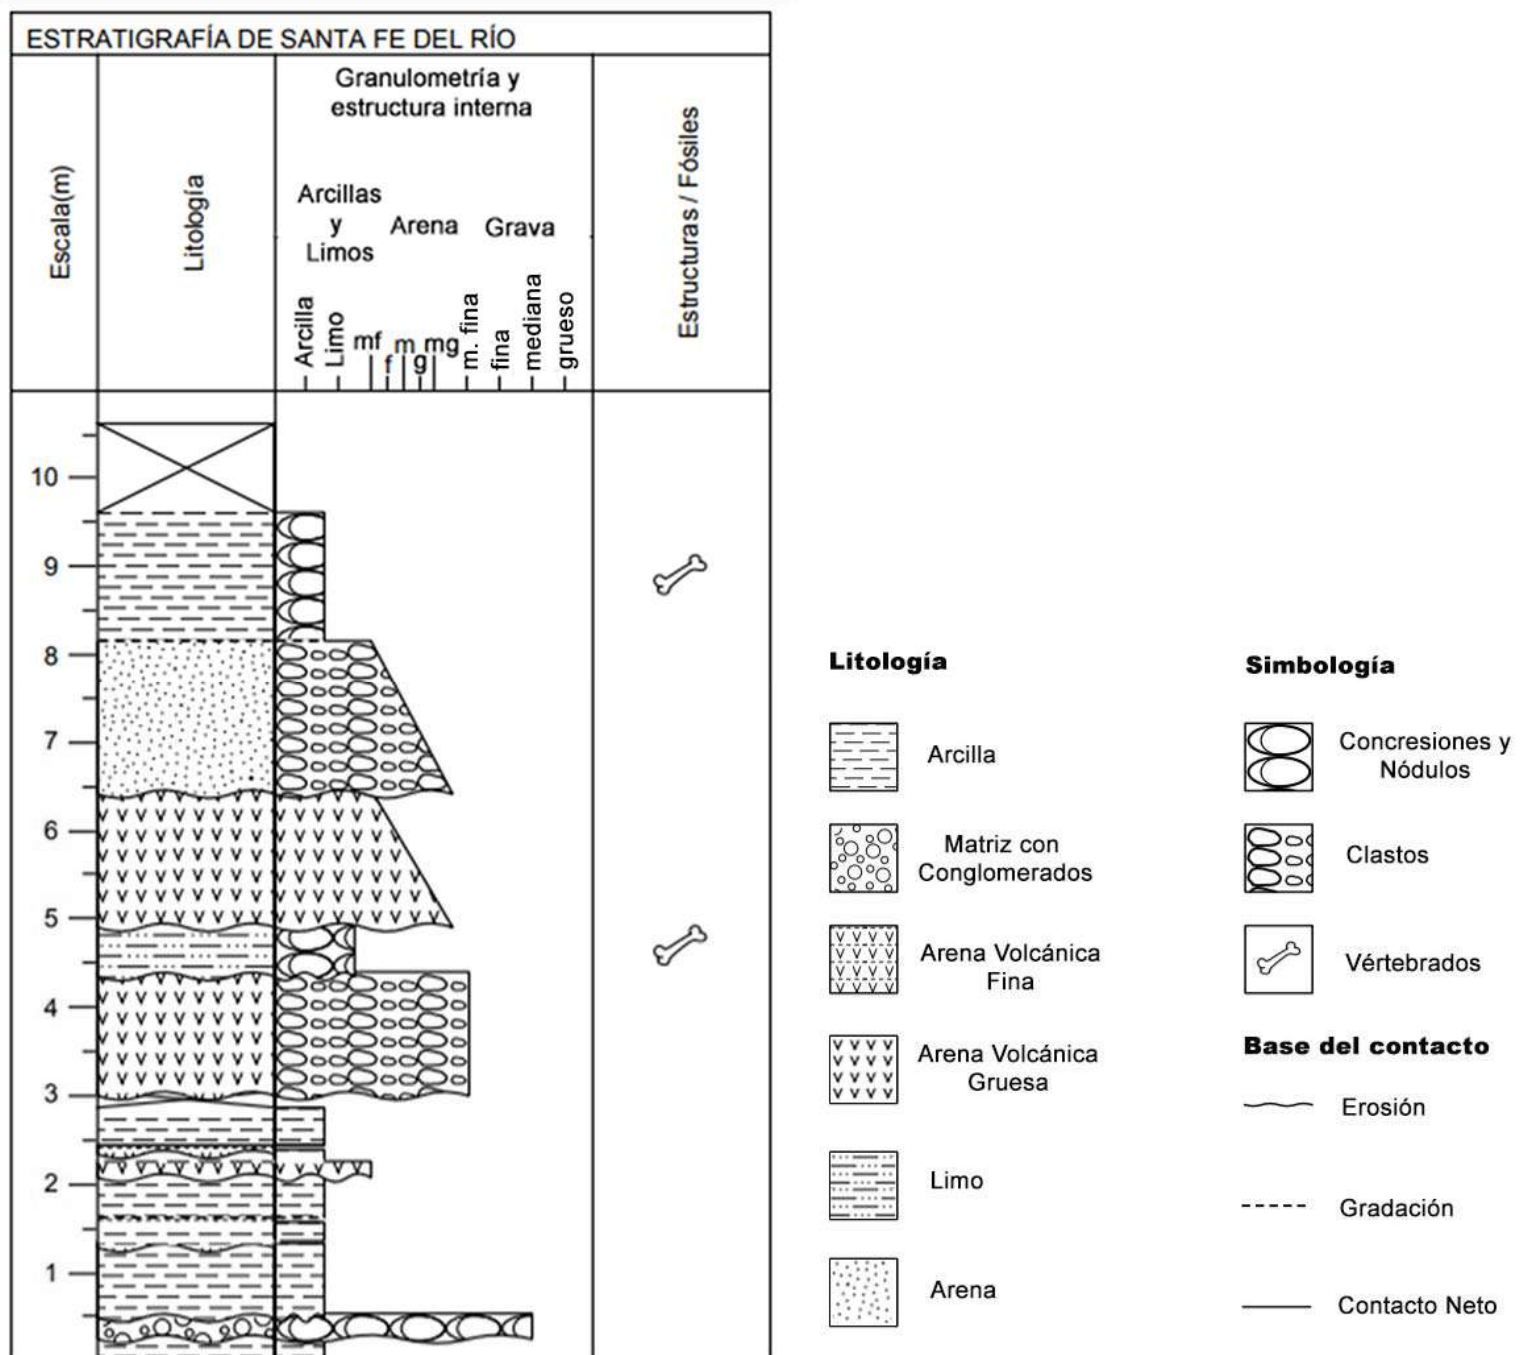 ESTRATIGRAFÍA DE SANTA FE DEL RÍO
Escala(m)
Litología
Granulometría y
estructura interna
Arcillas
y
Limos
Arena
Grava
Arcilla
Limo
mf
f
m
g
mg
m. fina
fina
mediana
grueso
Estructuras / Fósiles
10
9
8
7
6
5
4
3
2
1
Litología
Arcilla
Matriz con
Conglomerados
Arena Volcánica
Fina
Arena Volcánica
Gruesa
Limo
Arena
Simbología
Concresiones y
Nódulos
Clastos
Vértebrados
Base del contacto
Erosión
Gradación
Contacto Neto